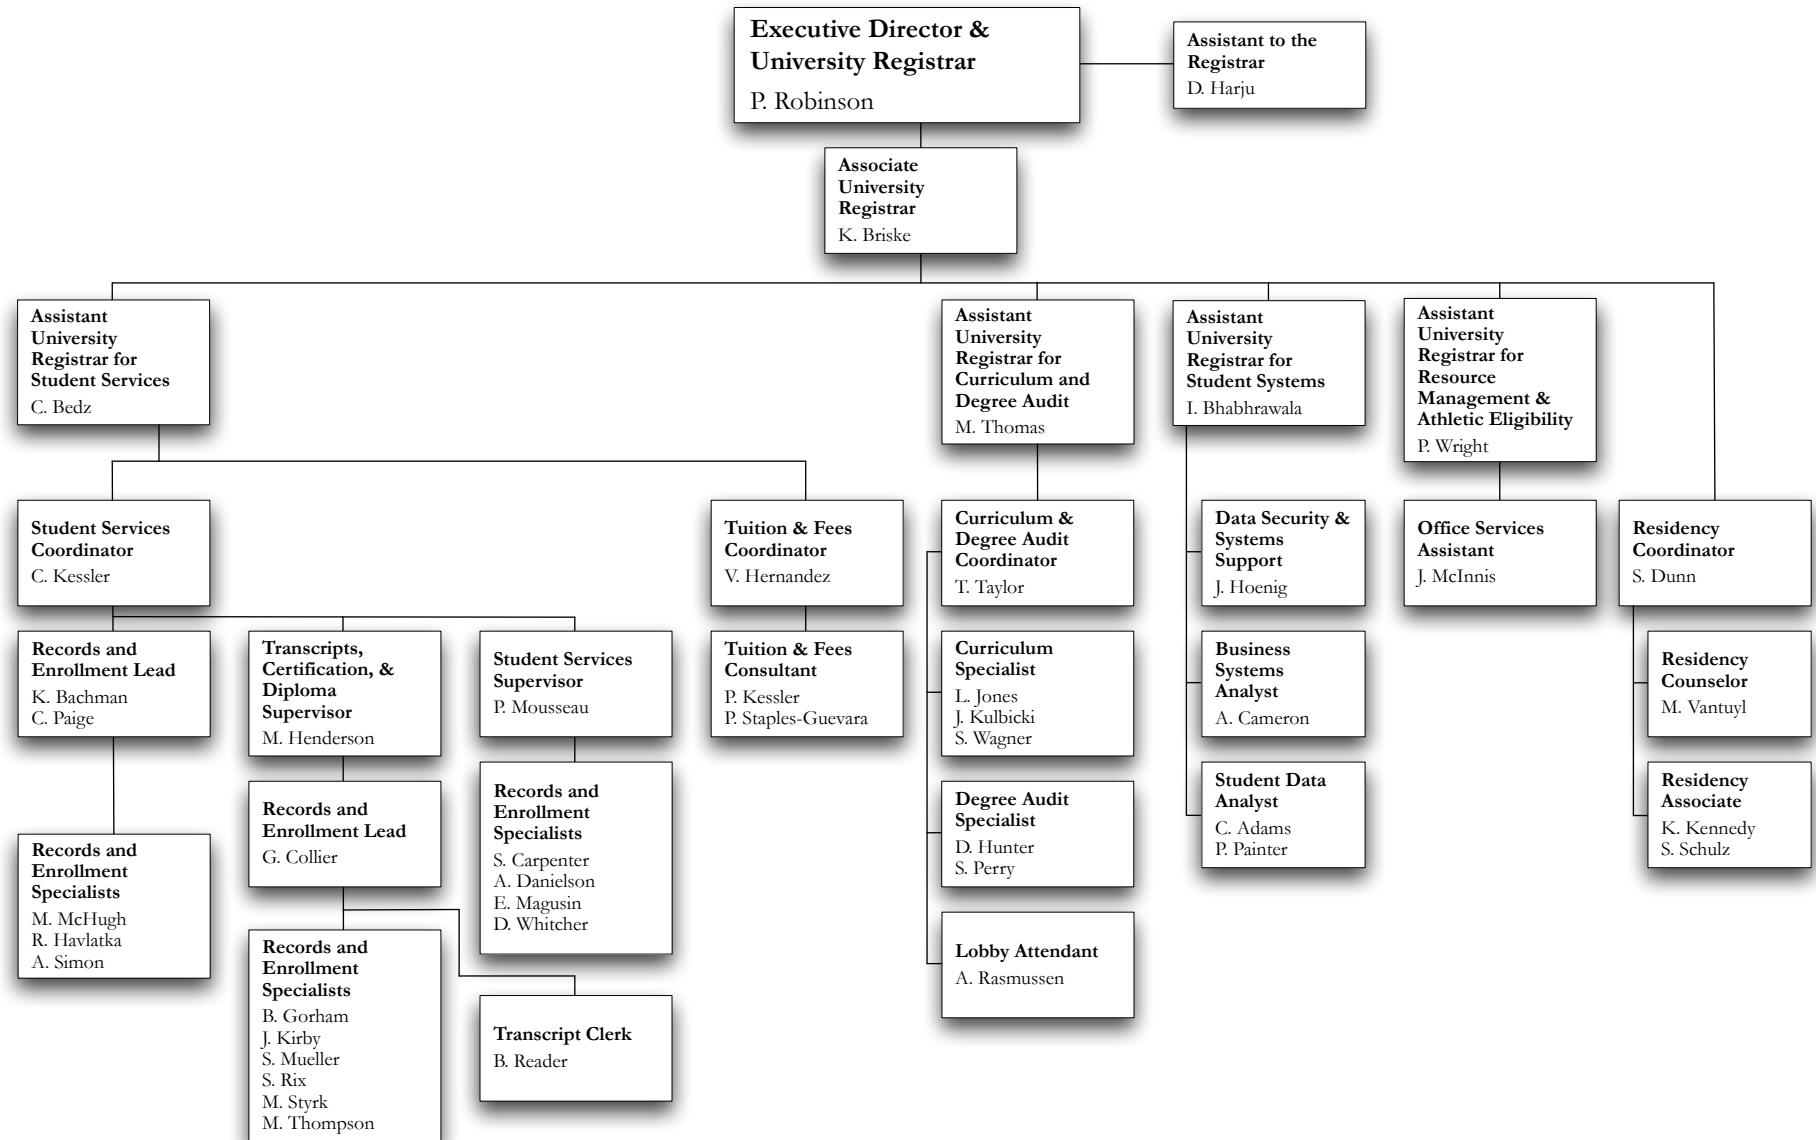 Executive Director &
University Registrar
P. Robinson
Assistant to the
Registrar
D. Harju
Associate
University
Registrar
K. Briske
Assistant
University
Registrar for
Student Services
C. Bedz
Assistant
University
Registrar for
Curriculum and
Degree Audit
M. Thomas
Assistant
University
Registrar for
Student Systems
I. Bhabhrawala
Assistant
University
Registrar for
Resource
Management &
Athletic Eligibility
P. Wright
Student Services
Coordinator
C. Kessler
Tuition & Fees
Coordinator
V. Hernandez
Curriculum &
Degree Audit
Coordinator
T. Taylor
Data Security &
Systems
Support
J. Hoenig
Office Services
Assistant
J. McInnis
Residency
Coordinator
S. Dunn
Records and
Enrollment Lead
K. Bachman
C. Paige
Transcripts,
Certification, &
Diploma
Supervisor
M. Henderson
Student Services
Supervisor
P. Mousseau
Tuition & Fees
Consultant
P. Kessler
P. Staples-Guevara
Curriculum
Specialist
L. Jones
J. Kulbicki
S. Wagner
Business
Systems
Analyst
A. Cameron
Residency
Counselor
M. Vantuyl
Records and
Enrollment Lead
G. Collier
Records and
Enrollment
Specialists
S. Carpenter
A. Danielson
E. Magusin
D. Whitcher
Degree Audit
Specialist
D. Hunter
S. Perry
Student Data
Analyst
C. Adams
P. Painter
Residency
Associate
K. Kennedy
S. Schulz
Records and
Enrollment
Specialists
M. McHugh
R. Havlatka
A. Simon
Records and
Enrollment
Specialists
B. Gorham
J. Kirby
S. Mueller
S. Rix
M. Styrk
M. Thompson
Transcript Clerk
B. Reader
Lobby Attendant
A. Rasmussen